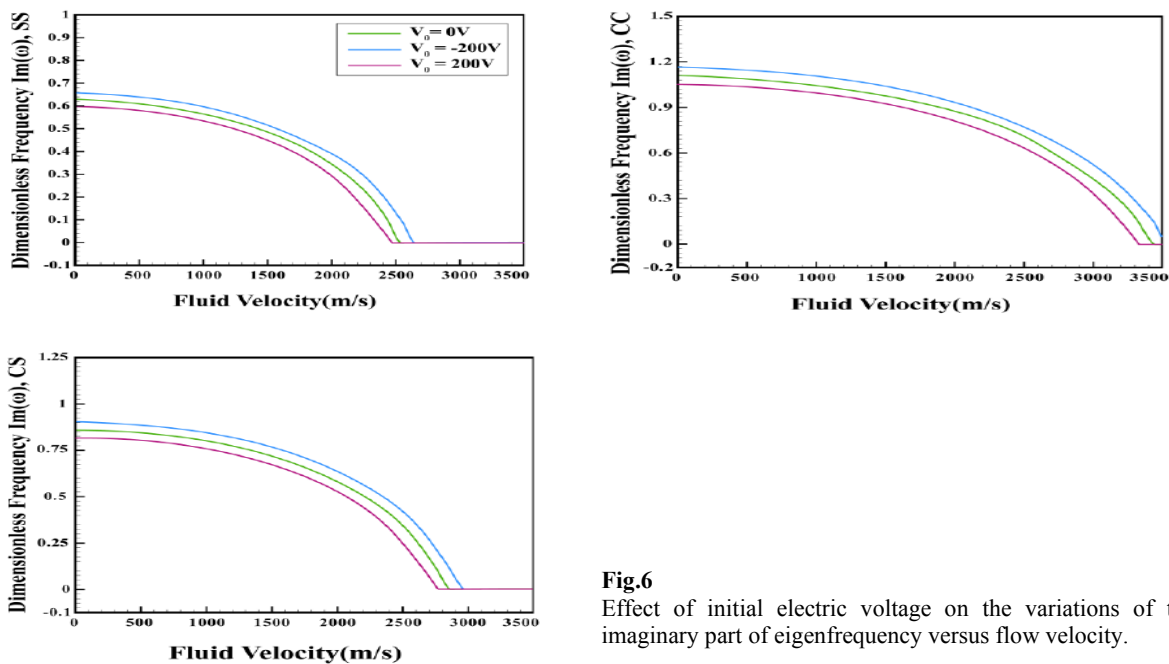 Dimensionless Frequency Im(ω), SS
1
0.9
0.8
0.7
0.6
0.5
0.4
0.3
0.2
0.1
0
-0.1
V₀= 0V
V₀ = -200V
V₀ = 200V
0 500 1000 1500 2000 2500 3000 3500
Fluid Velocity(m/s)
Dimensionless Frequency Im(ω), CC
1.5
1.2
0.9
0.6
0.3
0
-0.2
0 500 1000 1500 2000 2500 3000 3500
Fluid Velocity(m/s)
Dimensionless Frequency Im(ω), CS
1.25
1
0.75
0.5
0.25
0
-0.1
0 500 1000 1500 2000 2500 3000 3500
Fluid Velocity(m/s)
Fig.6
Effect of initial electric voltage on the variations of t
imaginary part of eigenfrequency versus flow velocity.